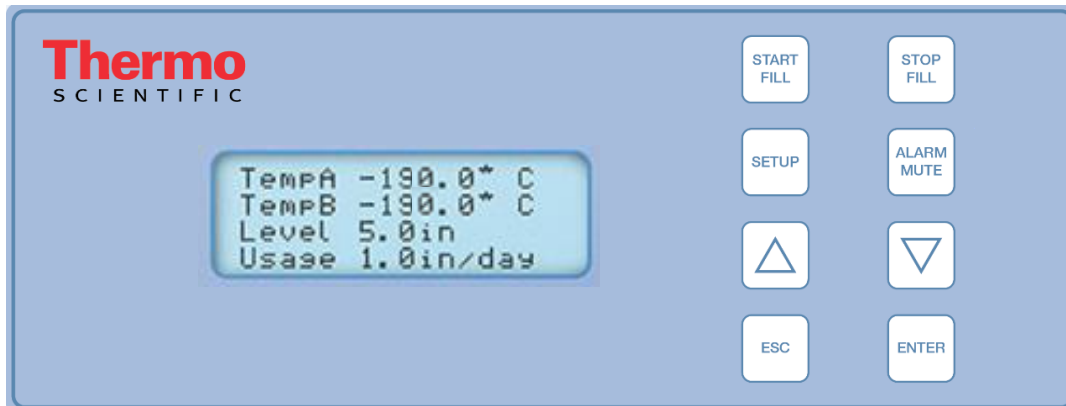 Thermo
SCIENTIFIC
TempA -190.0* C
TempB -190.0* C
Level 5.0in
Usage 1.0in/day
START
FILL
STOP
FILL
SETUP
ALARM
MUTE
ESC
ENTER